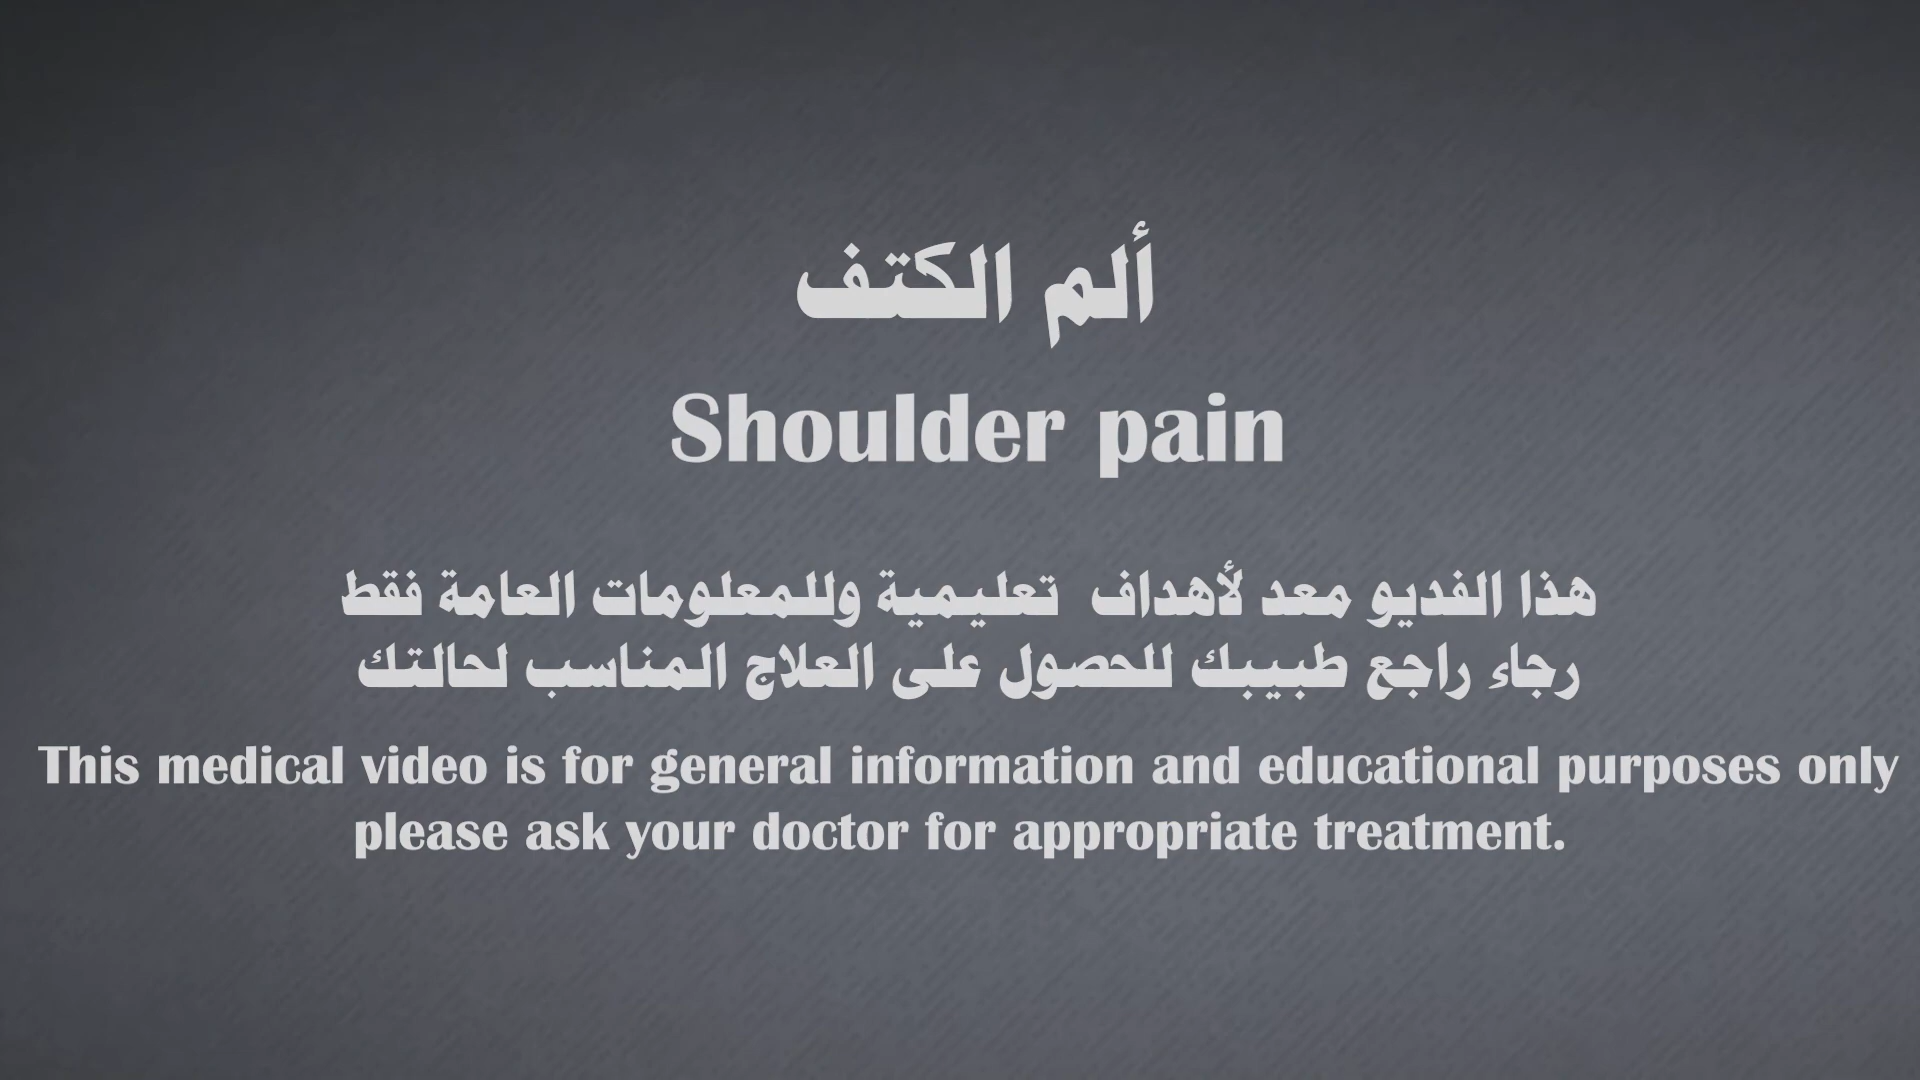 ألم الكتف
Shoulder pain
هذا الفديو معد لأهداف تعليمية وللمعلومات العامة فقط
رجاء راجع طبيبك للحصول على العلاج المناسب لحالتك
This medical video is for general information and educational purposes only
please ask your doctor for appropriate treatment.